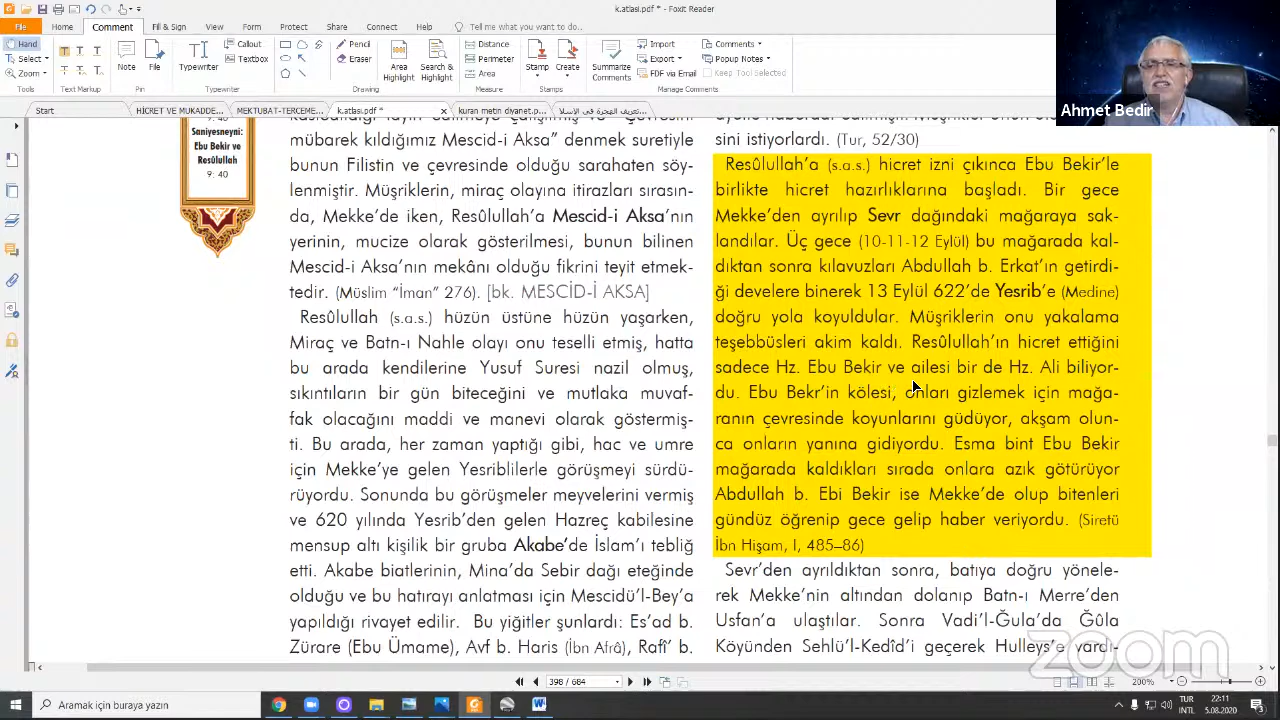 k.atlasi.pdf * - Foxit Reader
File Home Comment View Form Protect Share Connect Help Tell me what you want to do...
Hand
Select
Zoom
Tools
Text Markup
Note
File
Pin
Typewriter
Callout
Textbox
Typewriter
Pencil
Eraser
Drawing
Area Highlight
Search & Highlight
Distance
Perimeter
Area
Measure
Stamp
Create
Stamps
Summarize Comments
Import
Export
FDF via Email
Comments
Popup Notes
Keep Tool Selected
Manage Comments
Ahmet Bedir
Start HİCRET VE MUKADDE... MEKTUBAT-TERCEME k.atlasi.pdf * kuran metin diyanet.p...
Saniyesneyni:
Ebu Bekir ve
Resûlullah
9: 40
mübarek kıldığımız Mescid-i Aksa” denmek suretiyle
bunun Filistin ve çevresinde olduğu sarahaten söy-
lenmiştir. Müşriklerin, miraç olayına itirazları sırasın-
da, Mekke’de iken, Resûlullah’a Mescid-i Aksa’nın
yerinin, mucize olarak gösterilmesi, bunun bilinen
Mescid-i Aksa’nın mekânı olduğu fikrini teyit etmek-
tedir. (Müslim “İman” 276). [bk. MESCİD-İ AKSA]
Resûlullah (s.a.s.) hüzün üstüne hüzün yaşarken,
Miraç ve Batn-ı Nahle olayı onu teselli etmiş, hatta
bu arada kendilerine Yusuf Suresi nazil olmuş,
sıkıntıların bir gün biteceğini ve mutlaka muvaf-
fak olacağını maddi ve manevi olarak göstermiş-
ti. Bu arada, her zaman yaptığı gibi, hac ve umre
için Mekke’ye gelen Yesriblilerle görüşmeyi sürdü-
rüyordu. Sonunda bu görüşmeler meyvelerini vermiş
ve 620 yılında Yesrib’den gelen Hazreç kabilesine
mensup altı kişilik bir gruba Akabe’de İslam’ı tebliğ
etti. Akabe biatlerinin, Mina’da Sebir dağı eteğinde
olduğu ve bu hatırayı anlatması için Mescidü’l-Bey’a
yapıldığı rivayet edilir. Bu yiğitler şunlardı: Es’ad b.
Zürare (Ebu Ümame), Avf b. Haris (İbn Afrâ), Rafi’ b.
sini istiyorlardı. (Tur, 52/30)
Resûlullah’a (s.a.s.) hicret izni çıkınca Ebu Bekir’le
birlikte hicret hazırlıklarına başladı. Bir gece
Mekke’den ayrılıp Sevr dağındaki mağaraya sak-
landılar. Üç gece (10-11-12 Eylül) bu mağarada kal-
dıktan sonra kılavuzları Abdullah b. Erkat’ın getirdi-
ği develere binerek 13 Eylül 622’de Yesrib’e (Medine)
doğru yola koyuldular. Müşriklerin onu yakalama
teşebbüsleri akim kaldı. Resûlullah’ın hicret ettiğini
sadece Hz. Ebu Bekir ve ailesi bir de Hz. Ali biliyor-
du. Ebu Bekr’in kölesi, onları gizlemek için mağa-
ranın çevresinde koyunlarını güdüyor, akşam olun-
ca onların yanına gidiyordu. Esma bint Ebu Bekir
mağarada kaldıkları sırada onlara azık götürüyor
Abdullah b. Ebi Bekir ise Mekke’de olup bitenleri
gündüz öğrenip gece gelip haber veriyordu. (Siretü
İbn Hişam, I, 485–86)
Sevr’den ayrıldıktan sonra, batıya doğru yönele-
rek Mekke’nin altından dolanıp Batn-ı Merre’den
Usfan’a ulaştılar. Sonra Vadi’l-Ğula’da Ğûla
Köyünden Sehlü’l-Kedîd’i geçerek Hulleys’e vardı-
zoom
398 / 684
200%
Aramak için buraya yazın
TUR
INTL
22:11
5.08.2020